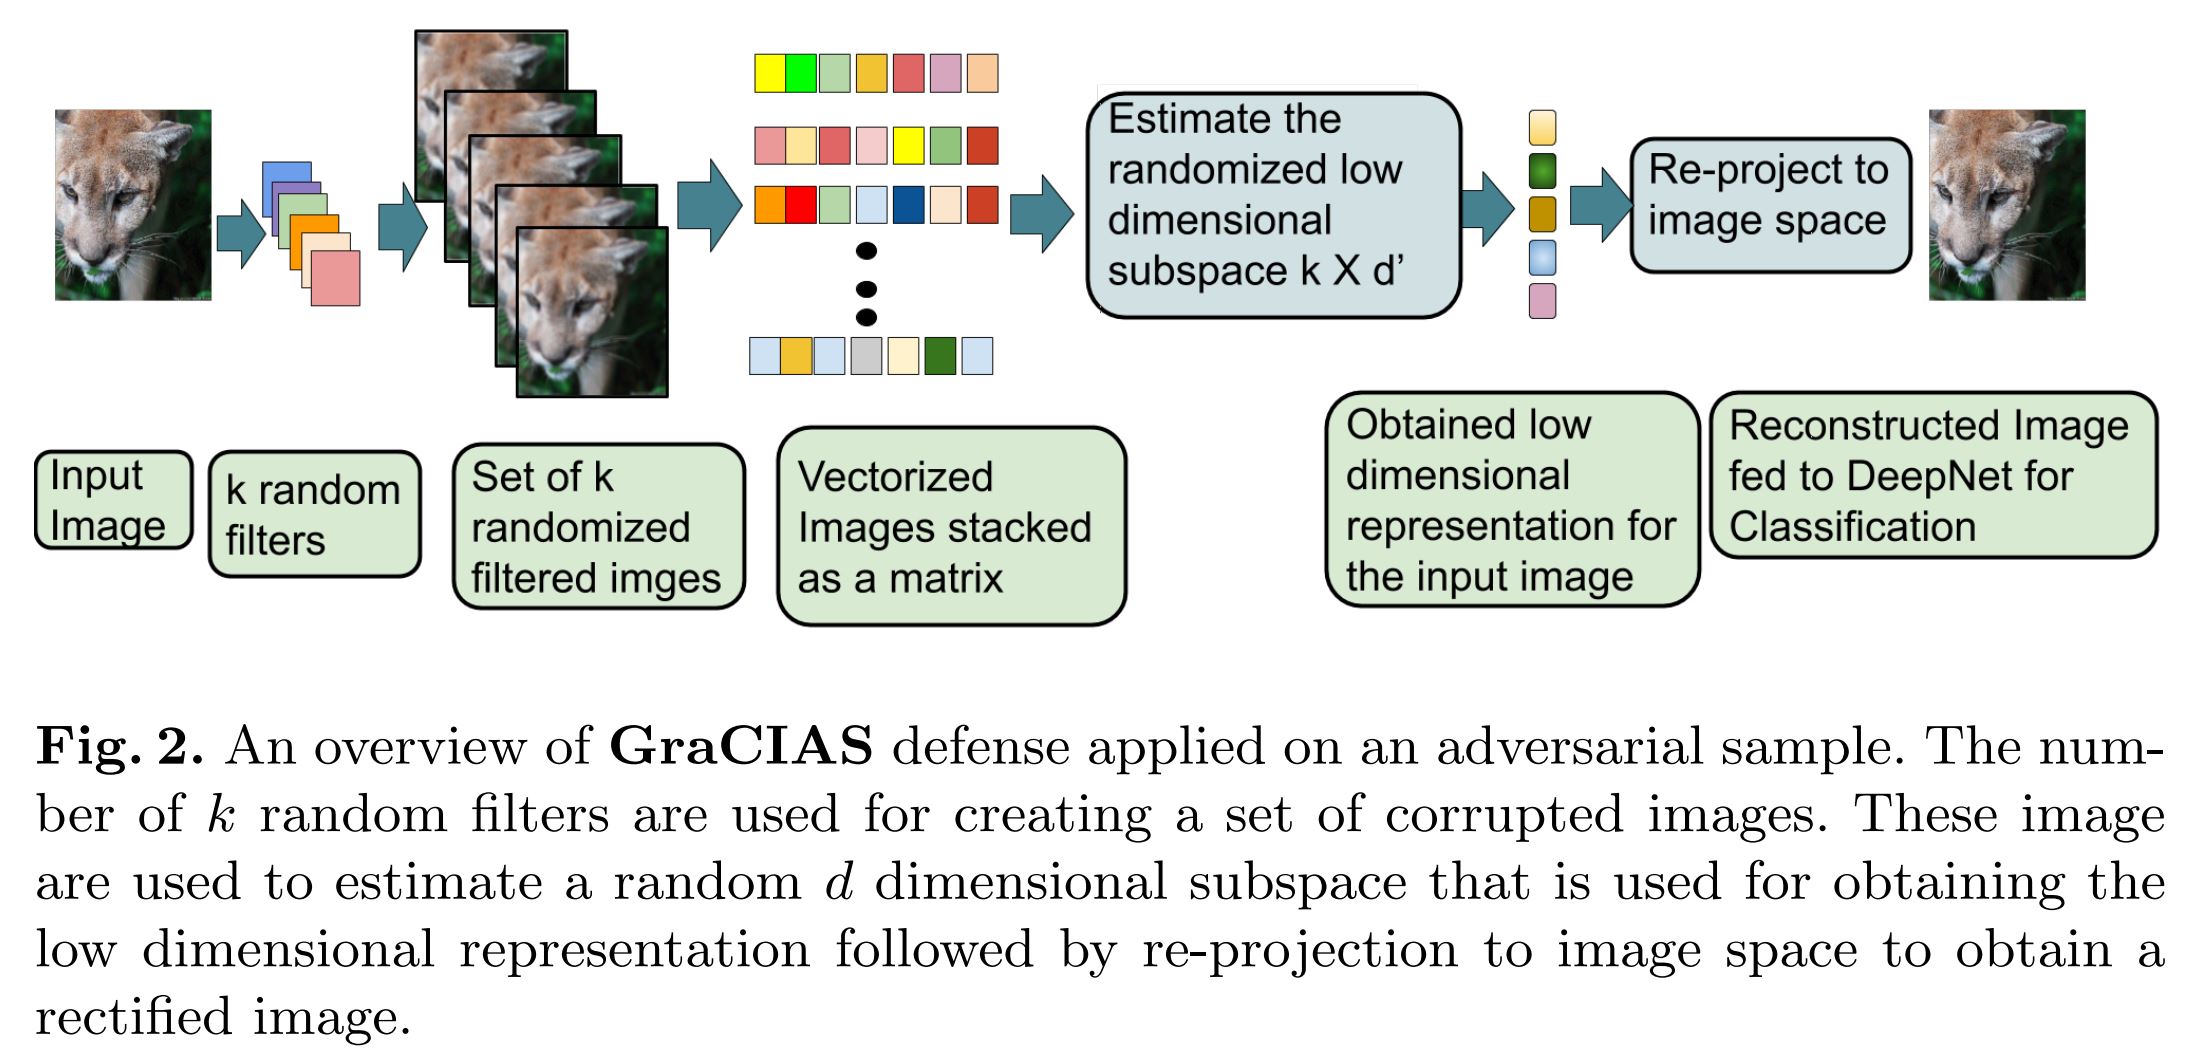 Estimate the
randomized low
dimensional
subspace k X d’
Re-project to
image space
Input
Image
k random
filters
Set of k
randomized
filtered imges
Vectorized
Images stacked
as a matrix
Obtained low
dimensional
representation for
the input image
Reconstructed Image
fed to DeepNet for
Classification
Fig. 2. An overview of GraCIAS defense applied on an adversarial sample. The num-
ber of k random filters are used for creating a set of corrupted images. These image
are used to estimate a random d dimensional subspace that is used for obtaining the
low dimensional representation followed by re-projection to image space to obtain a
rectified image.